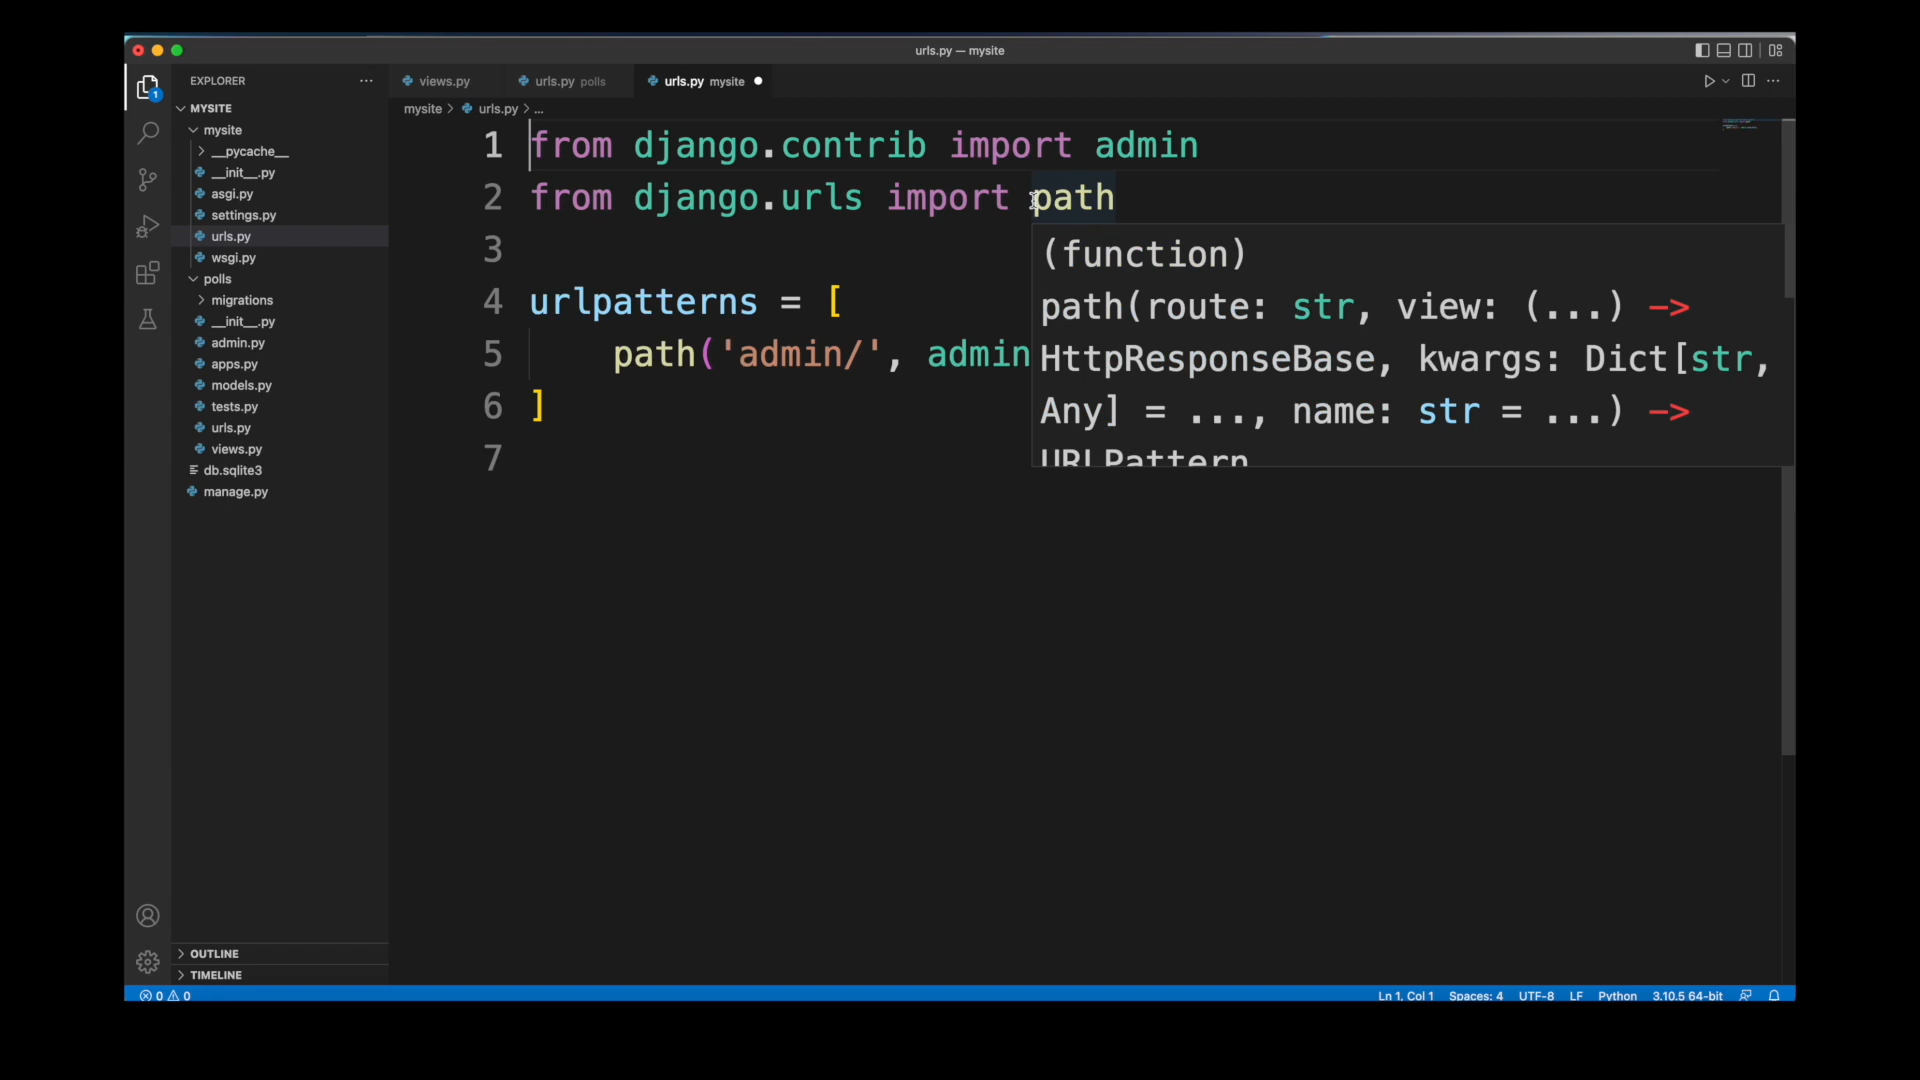 urls.py — mysite
EXPLORER
MYSITE
mysite
__pycache__
__init__.py
asgi.py
settings.py
urls.py
wsgi.py
polls
migrations
__init__.py
admin.py
apps.py
models.py
tests.py
urls.py
views.py
db.sqlite3
manage.py
OUTLINE
TIMELINE
views.py
urls.py polls
urls.py mysite
mysite > urls.py > ...
1 from django.contrib import admin
2 from django.urls import path
3
4 urlpatterns = [
5 path('admin/', admin
6 ]
7
(function)
path(route: str, view: (...) ->
HttpResponseBase, kwargs: Dict[str,
Any] = ..., name: str = ...) ->
URLPattern
1
0 0
Ln 1, Col 1 Spaces: 4 UTF-8 LF Python 3.10.5 64-bit